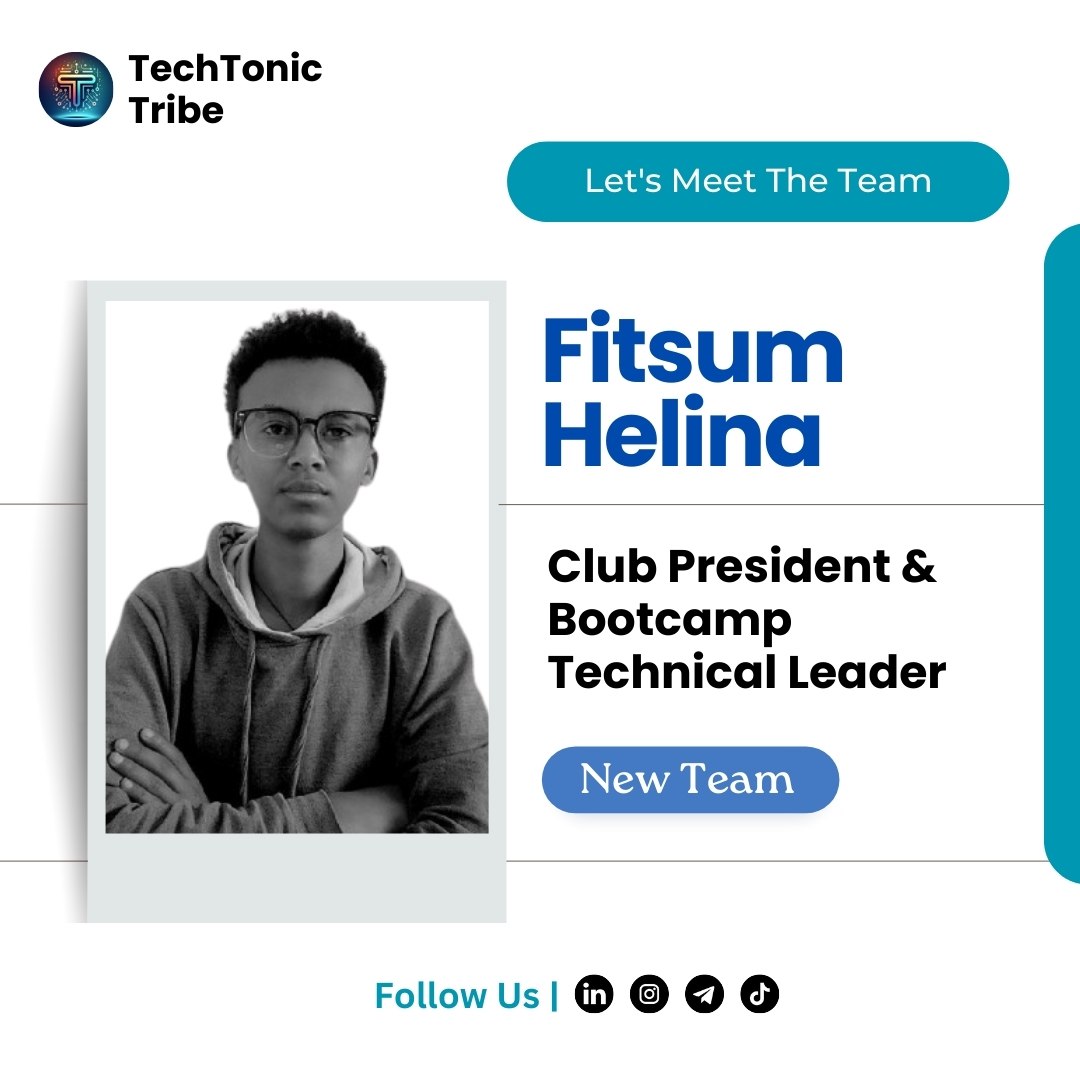 TechTonic
Tribe
Let's Meet The Team
Fitsum
Helina
Club President &
Bootcamp
Technical Leader
New Team
Follow Us |